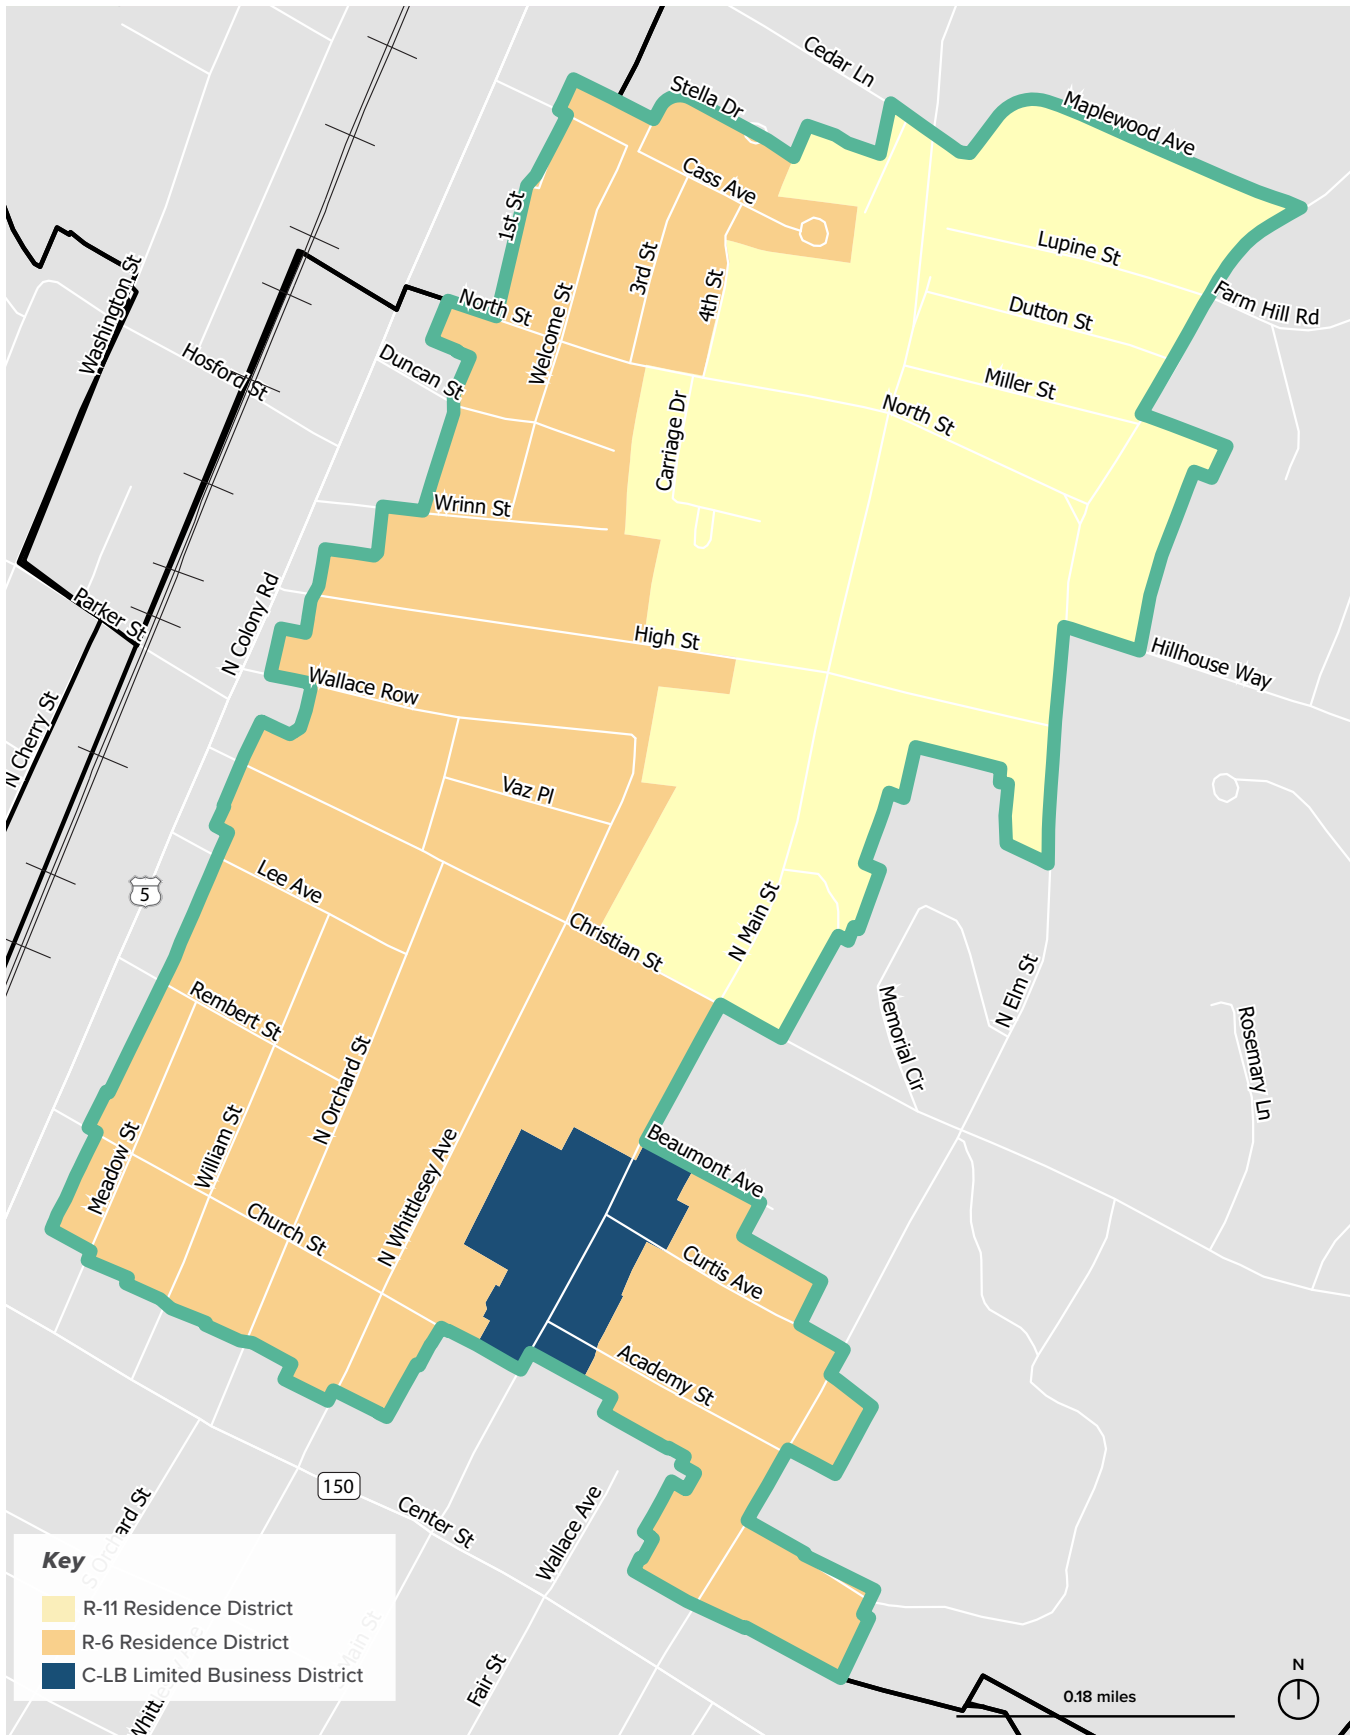 Cedar Ln
Stella Dr
Maplewood Ave
Cass Ave
1st St
Lupine St
3rd St
4th St
Washington St
Farm Hill Rd
North St
Dutton St
Welcome St
Hosford St
Duncan St
Miller St
Carriage Dr
North St
Wrinn St
N Colony Rd
Parker St
High St
Hillhouse Way
Wallace Row
N Cherry St
Vaz Pl
5
Lee Ave
N Main St
Christian St
N Elm St
Rembert St
Memorial Cir
Rosemary Ln
N Orchard St
William St
Meadow St
N Whittlesey Ave
Beaumont Ave
Church St
Curtis Ave
Academy St
150
S Orchard St
Center St
Wallace Ave
Key
R-11 Residence District
R-6 Residence District
C-LB Limited Business District
Main St
Fair St
N
0.18 miles